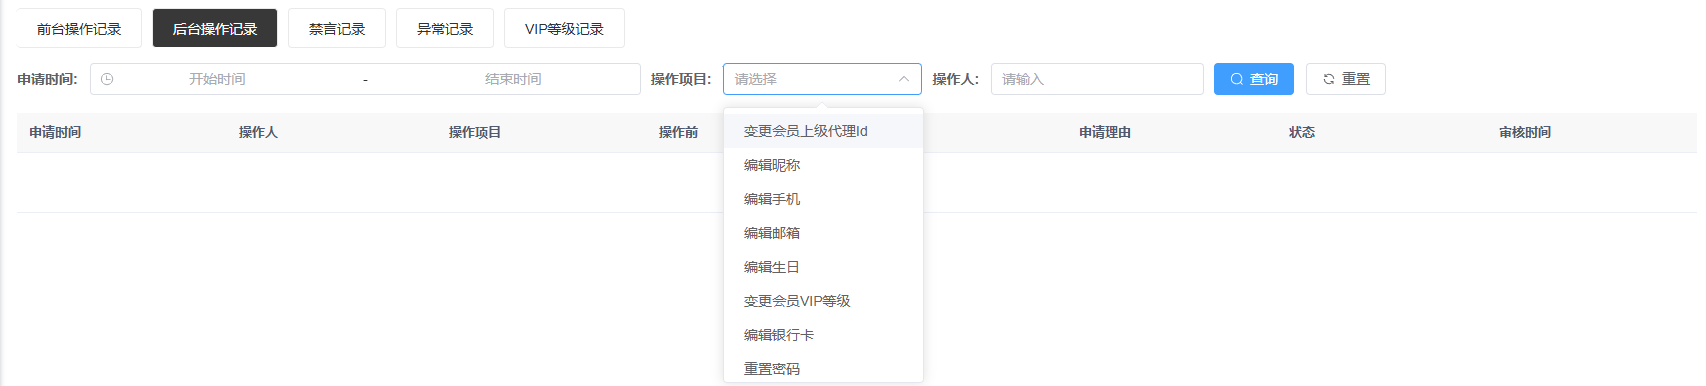 前台操作记录 后台操作记录 禁言记录 异常记录 VIP等级记录
申请时间: 开始时间 - 结束时间 操作项目: 请选择 操作人: 请输入 查询 重置
申请时间 操作人 操作项目 操作前 申请理由 状态 审核时间
变更会员上级代理Id
编辑昵称
编辑手机
编辑邮箱
编辑生日
变更会员VIP等级
编辑银行卡
重置密码